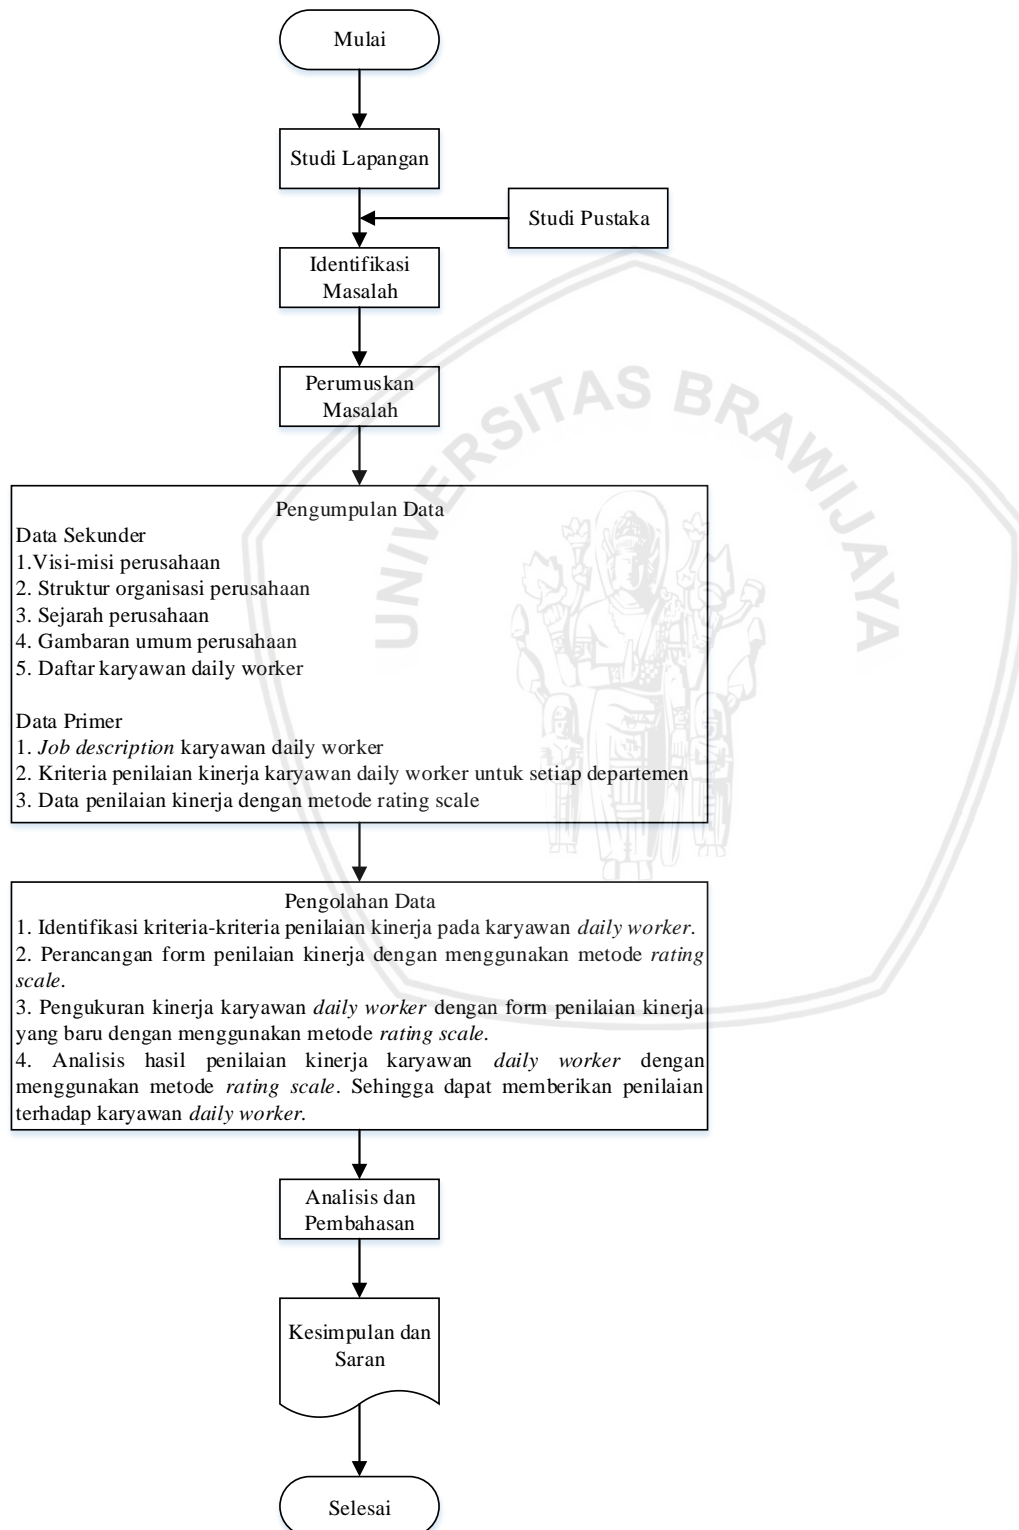 Mulai
Studi Lapangan
Studi Pustaka
Identifikasi
Masalah
Perumuskan
Masalah
Pengumpulan Data
Data Sekunder
1.Visi-misi perusahaan
2. Struktur organisasi perusahaan
3. Sejarah perusahaan
4. Gambaran umum perusahaan
5. Daftar karyawan daily worker
Data Primer
1. Job description karyawan daily worker
2. Kriteria penilaian kinerja karyawan daily worker untuk setiap departemen
3. Data penilaian kinerja dengan metode rating scale
Pengolahan Data
1. Identifikasi kriteria-kriteria penilaian kinerja pada karyawan daily worker.
2. Perancangan form penilaian kinerja dengan menggunakan metode rating
scale.
3. Pengukuran kinerja karyawan daily worker dengan form penilaian kinerja
yang baru dengan menggunakan metode rating scale.
4. Analisis hasil penilaian kinerja karyawan daily worker dengan
menggunakan metode rating scale. Sehingga dapat memberikan penilaian
terhadap karyawan daily worker.
Analisis dan
Pembahasan
Kesimpulan dan
Saran
Selesai
UNIVERSITAS BRAWIJAYA